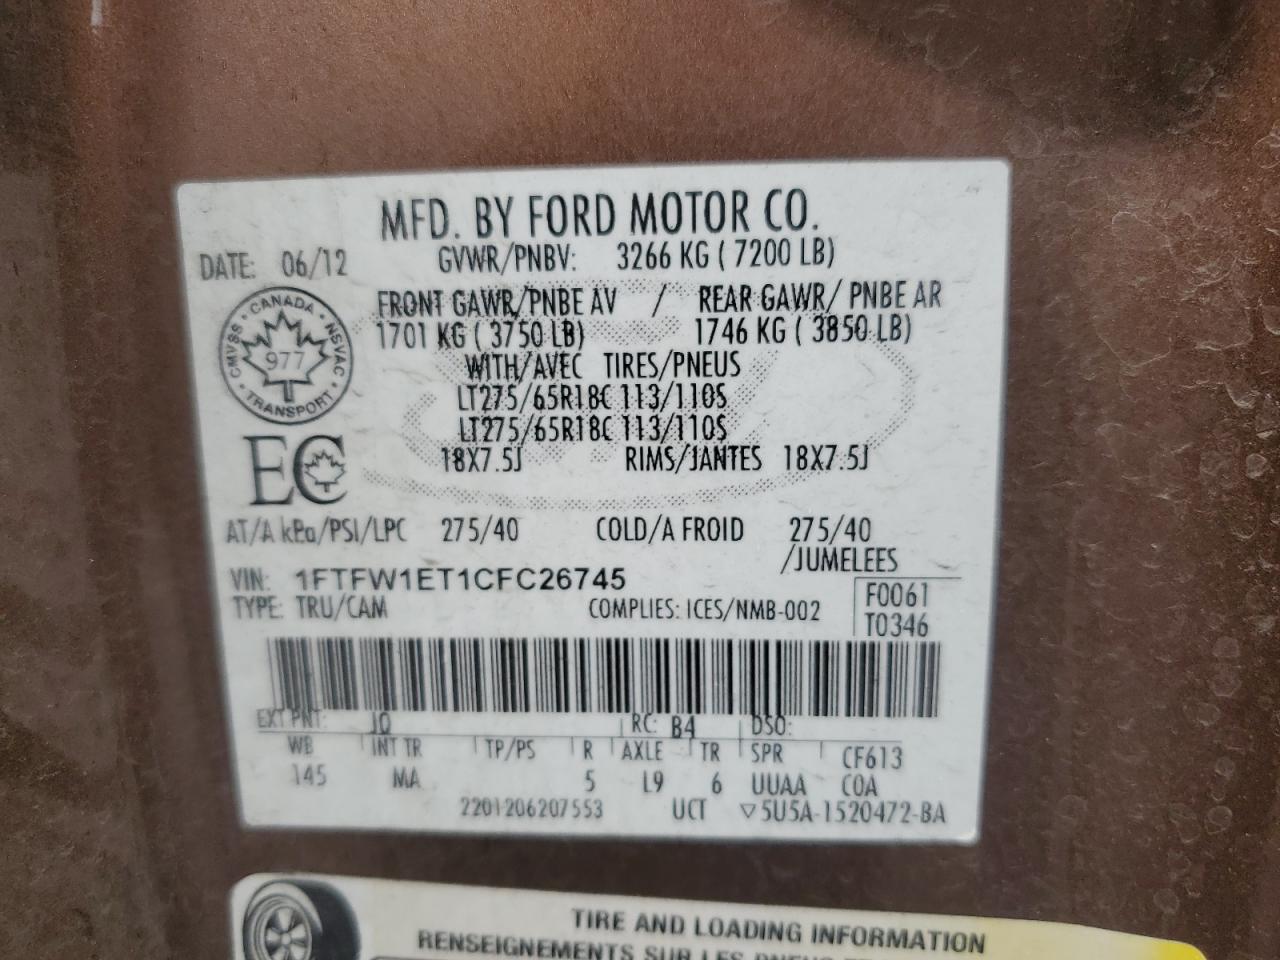 MFD. BY FORD MOTOR CO.
DATE: 06/12 GVWR/PNBV: 3266 KG ( 7200 LB)
FRONT GAWR/PNBE AV / REAR GAWR/ PNBE AR
1701 KG ( 3750 LB) 1746 KG ( 3850 LB)
WITH/AVEC TIRES/PNEUS
LT275/65R18C 113/110S
LT275/65R18C 113/110S
18X7.5J RIMS/JANTES 18X7.5J
CANADA
CMVSS 977 NSVAC
TRANSPORT
EC
AT/A kPa/PSI/LPC 275/40 COLD/A FROID 275/40
/JUMELEES
VIN: 1FTFW1ET1CFC26745
TYPE: TRU/CAM COMPLIES: ICES/NMB-002
F0061
T0346
EXT PNT: JQ RC: B4 DSO:
WB INT TR TP/PS R AXLE TR SPR CF613
145 MA 5 L9 6 UUAA COA
2201206207553 UCT ▽5U5A-1520472-BA
TIRE AND LOADING INFORMATION
RENSEIGNEMENTS SUR LES PNEUS